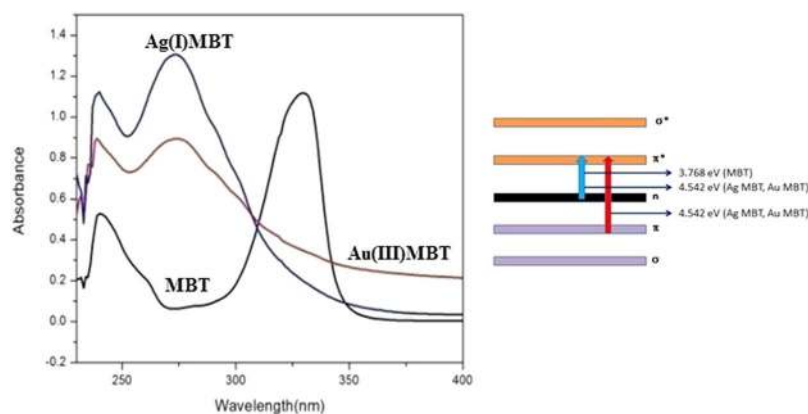 1.4
1.2
1.0
0.8
0.6
0.4
0.2
0.0
-0.2
Absorbance
Ag(I)MBT
MBT
Au(III)MBT
250
300
350
400
Wavelength(nm)
σ*
π*
3.768 eV (MBT)
4.542 eV (Ag MBT, Au MBT)
n
4.542 eV (Ag MBT, Au MBT)
π
σ